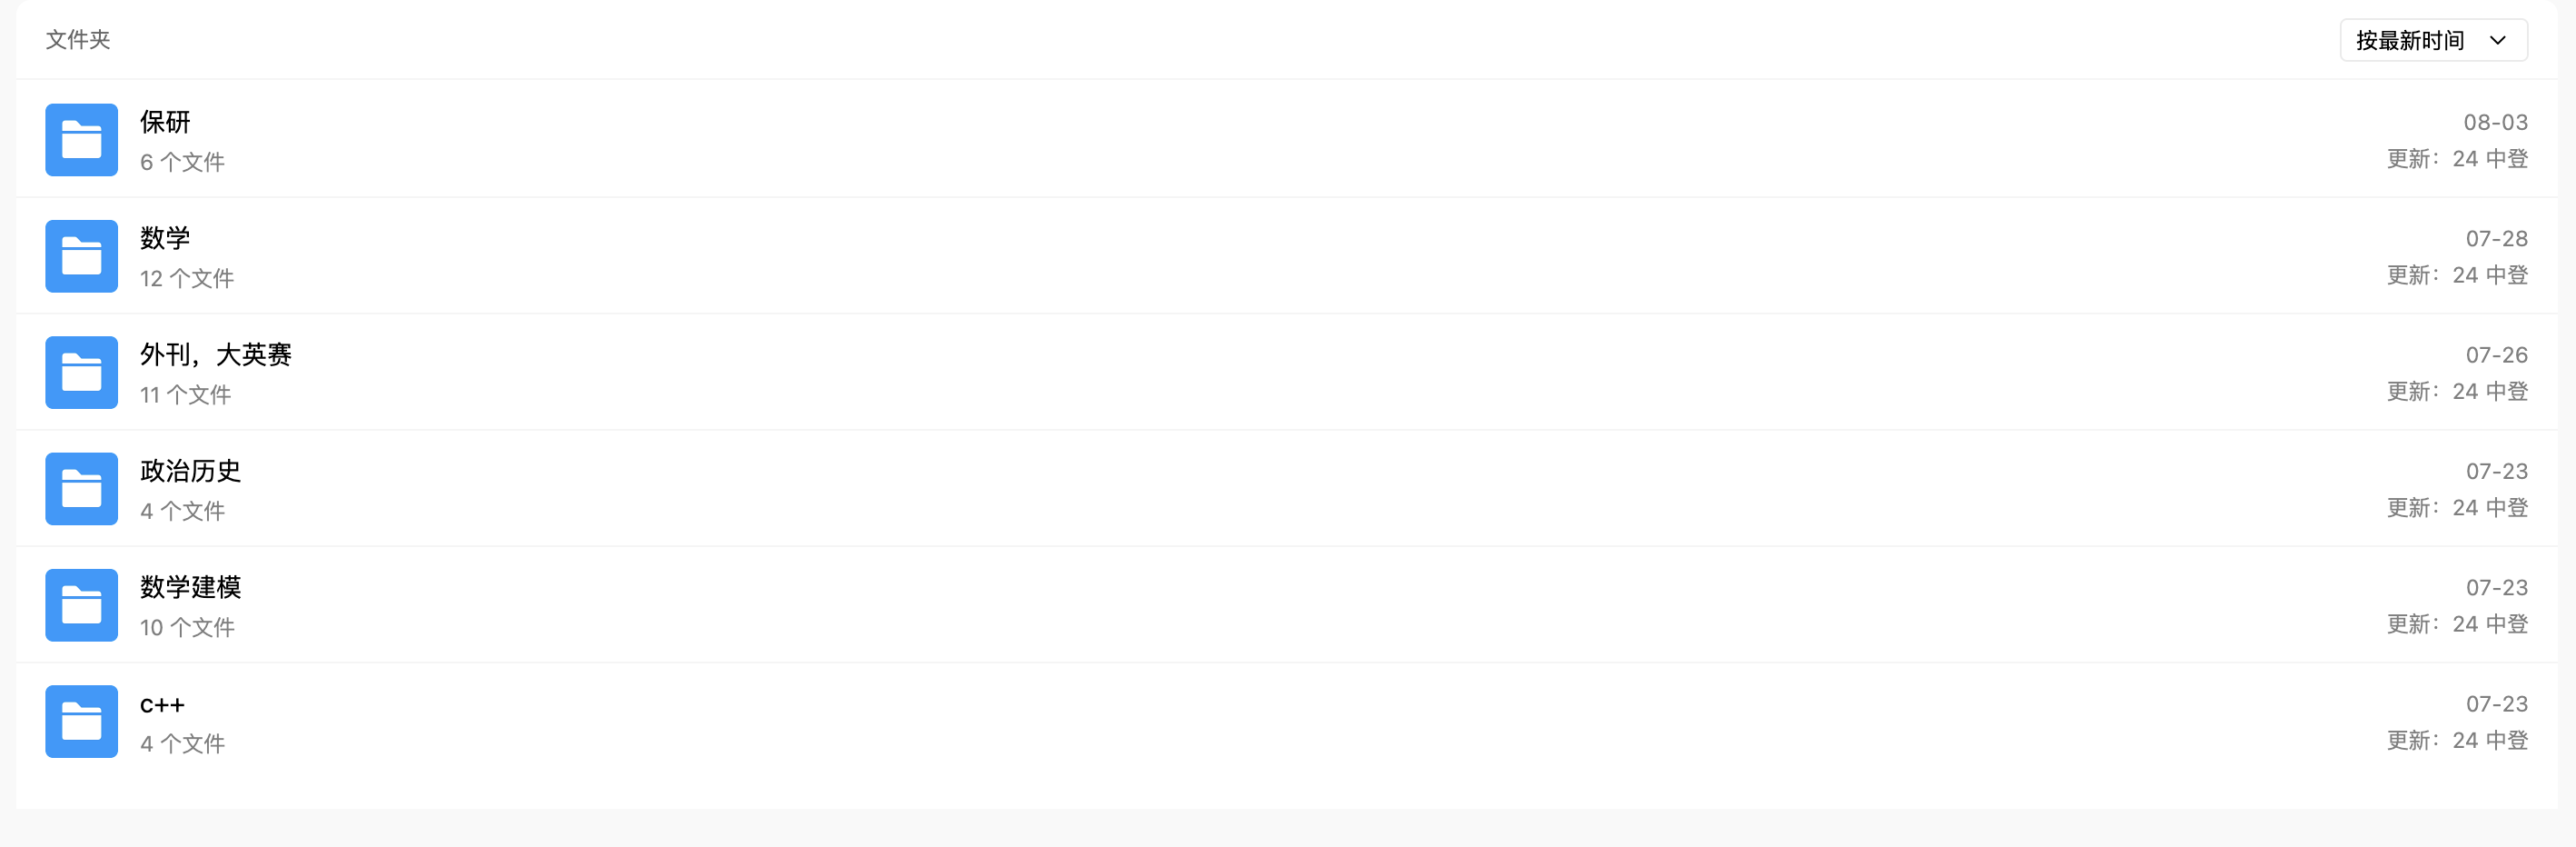 文件夹
按最新时间
保研
08-03
6 个文件
更新：24 中登
数学
07-28
12 个文件
更新：24 中登
外刊，大英赛
07-26
11 个文件
更新：24 中登
政治历史
07-23
4 个文件
更新：24 中登
数学建模
07-23
10 个文件
更新：24 中登
c++
07-23
4 个文件
更新：24 中登